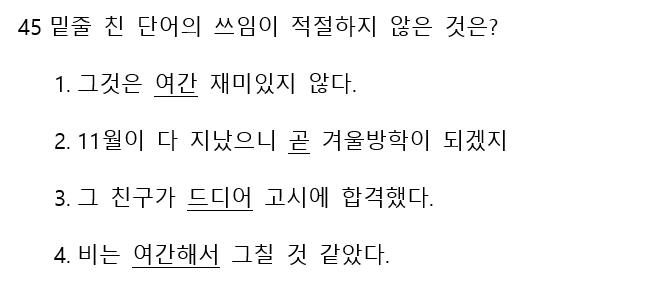 45 밑줄 친 단어의 쓰임이 적절하지 않은 것은?
1. 그것은 여간 재미있지 않다.
2. 11월이 다 지났으니 곧 겨울방학이 되겠지
3. 그 친구가 드디어 고시에 합격했다.
4. 비는 여간해서 그칠 것 같았다.